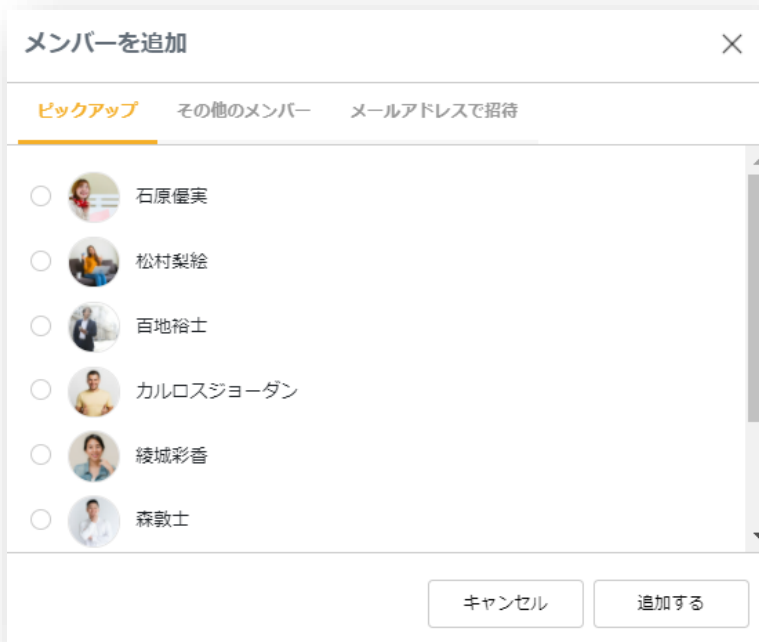 メンバーを追加
ピックアップ その他のメンバー メールアドレスで招待
石原優実
松村梨絵
百地裕士
カルロスジョーダン
綾城彩香
森敦士
キャンセル 追加する